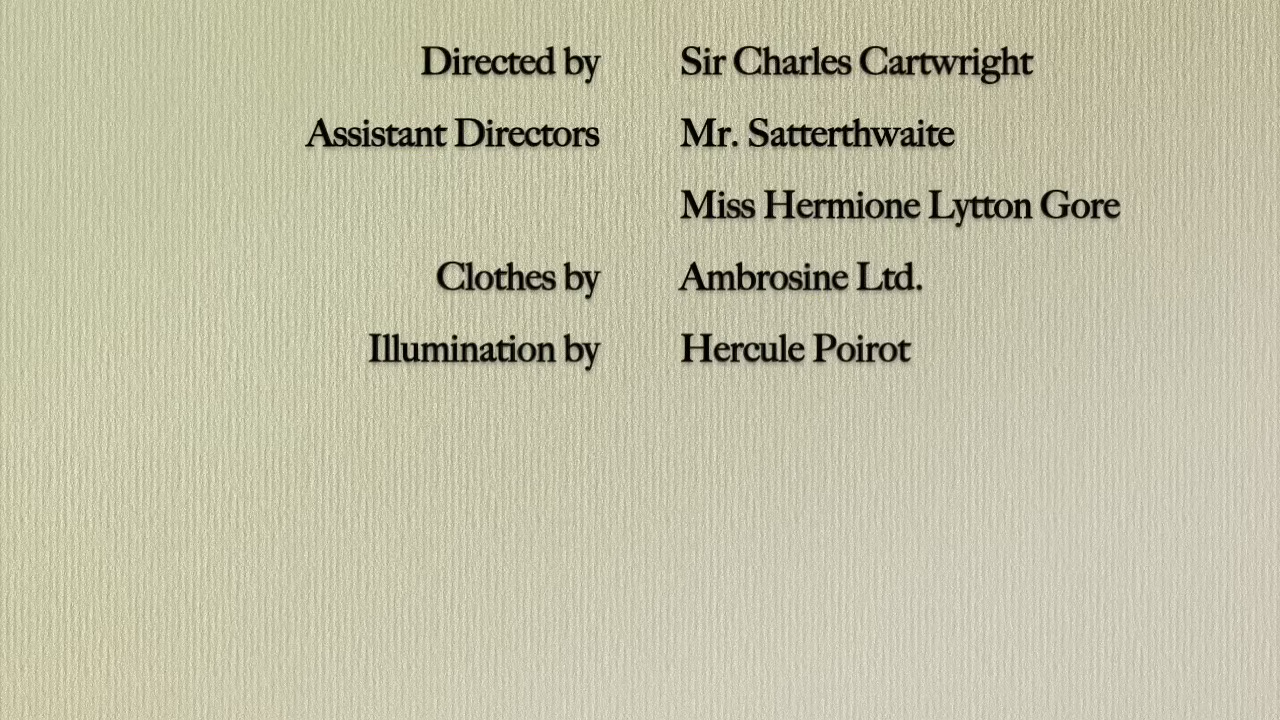 Directed by Sir Charles Cartwright
Assistant Directors Mr. Satterthwaite
Miss Hermione Lytton Gore
Clothes by Ambrosine Ltd.
Illumination by Hercule Poirot